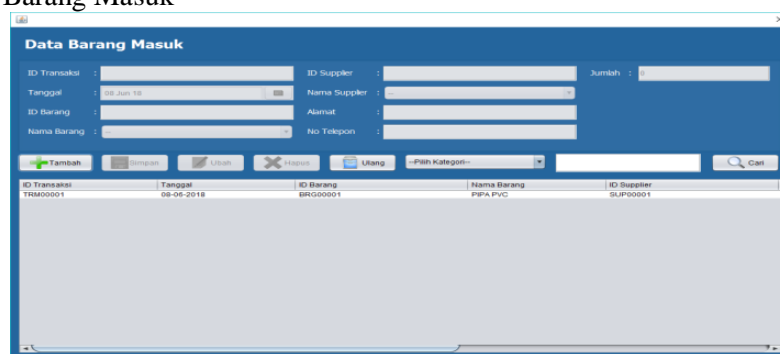 Barang Masuk
Data Barang Masuk
ID Transaksi : ID Supplier : Jumlah : 0
Tanggal : 08 Jun 18 Nama Supplier : --
ID Barang : Alamat :
Nama Barang : -- No Telepon :
Tambah Simpan Ubah Hapus Ulang --Pilih Kategori-- Cari
ID Transaksi Tanggal ID Barang Nama Barang ID Supplier
TRM00001 08-06-2018 BRG00001 PIPA PVC SUP00001